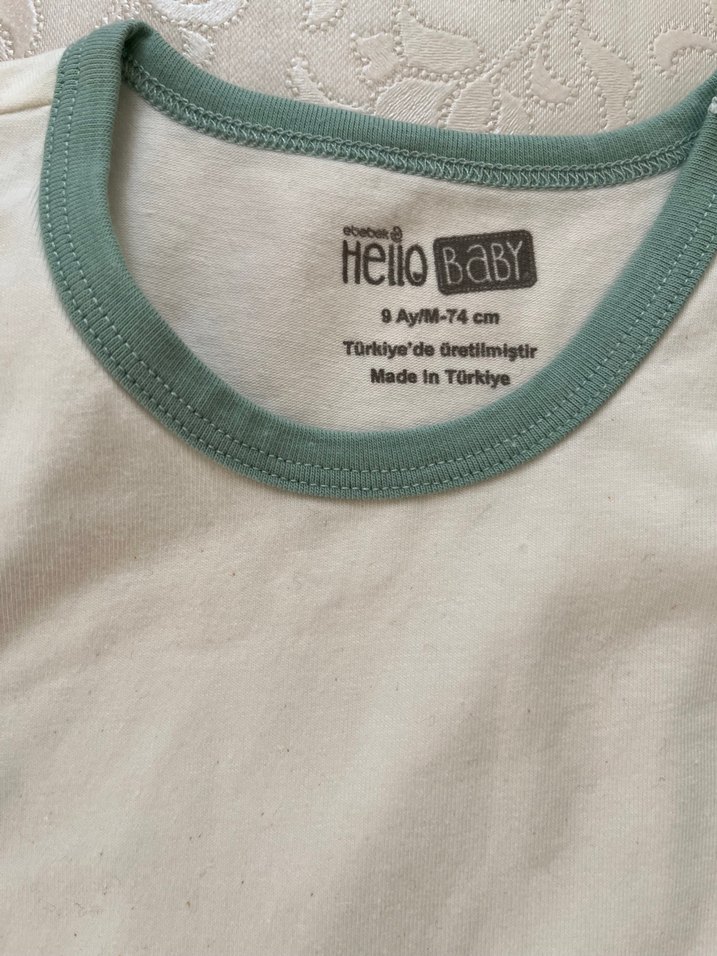 ebebek
Hello BABY
9 Ay/M-74 cm
Türkiye'de üretilmiştir
Made In Türkiye